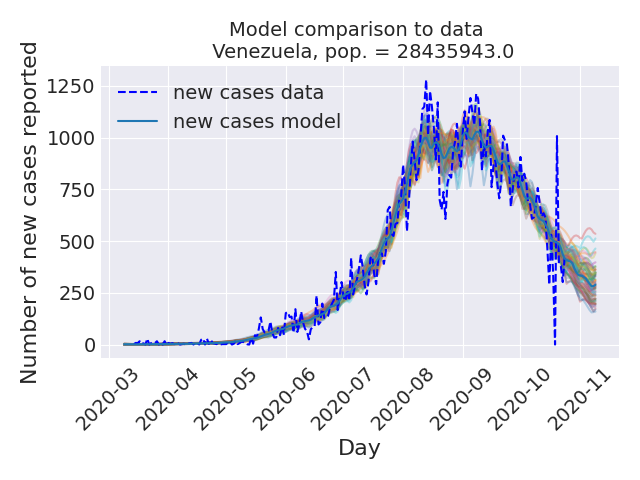 Model comparison to data
Venezuela, pop. = 28435943.0
new cases data
new cases model
Number of new cases reported
1250
1000
750
500
250
0
2020-03
2020-04
2020-05
2020-06
2020-07
2020-08
2020-09
2020-10
2020-11
Day